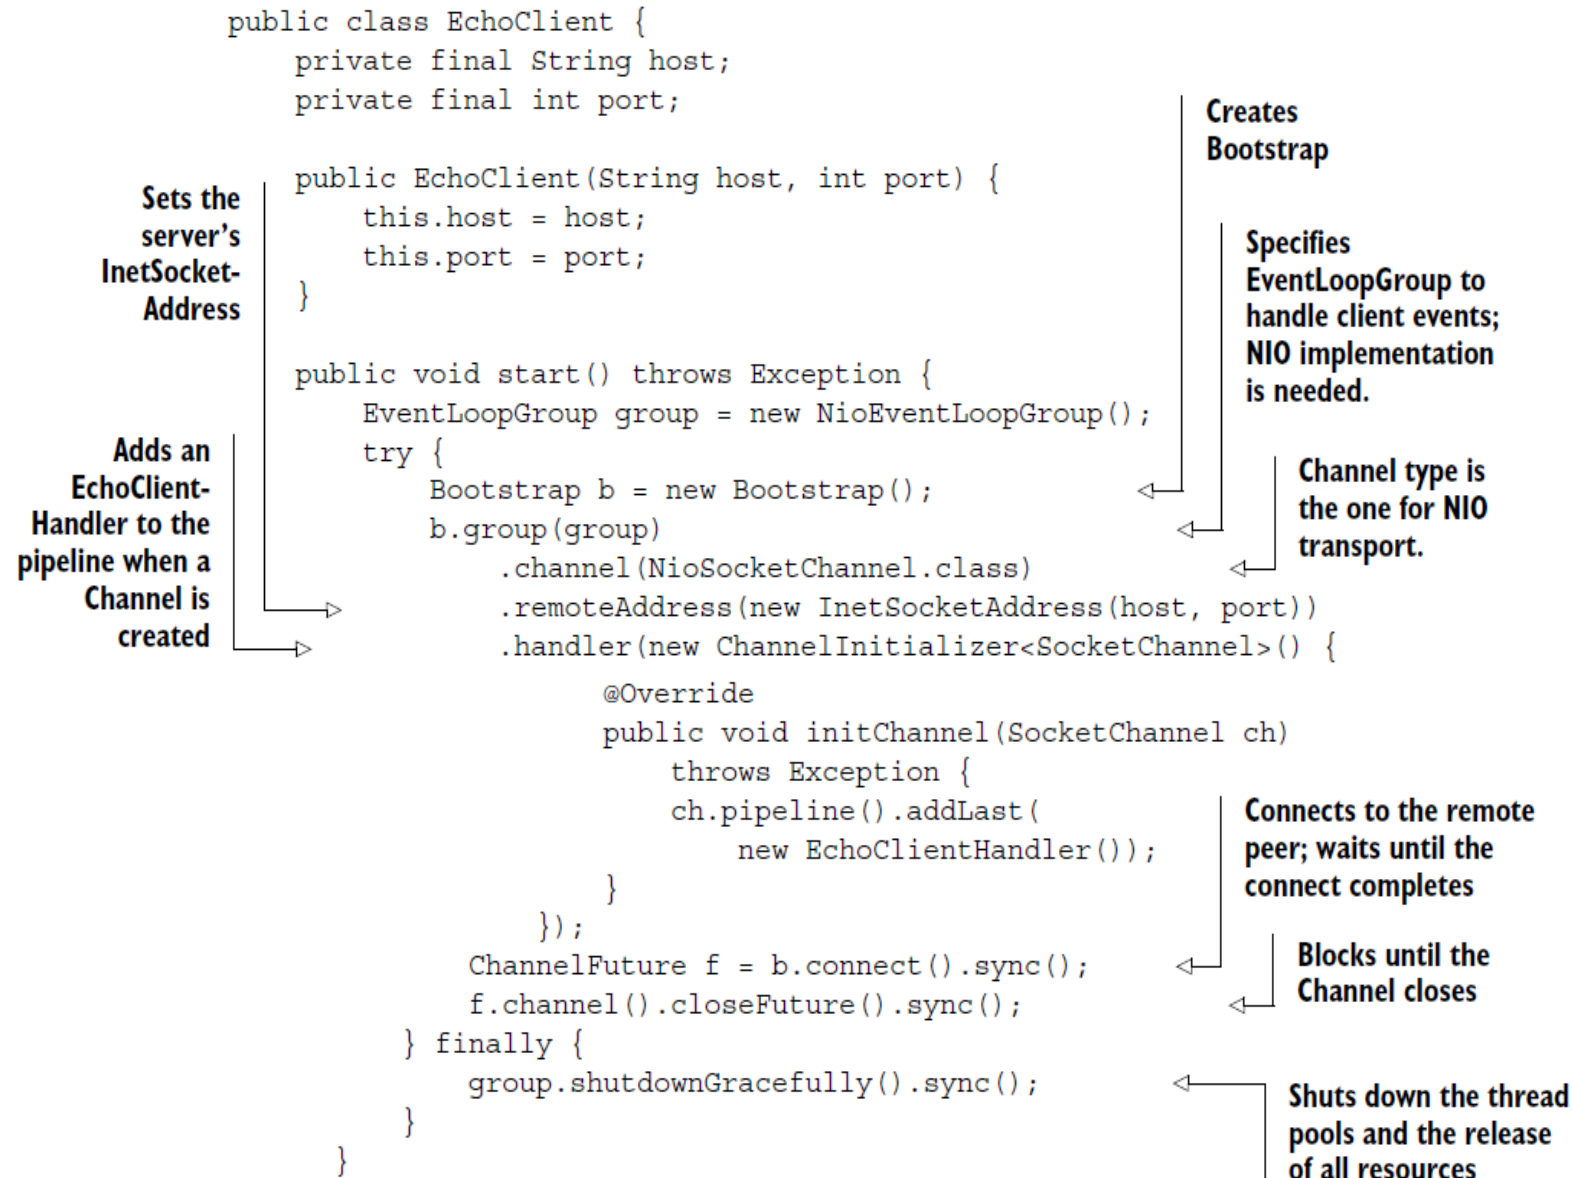 public class EchoClient {
private final String host;
private final int port;
Creates
Bootstrap
public EchoClient(String host, int port) {
this.host = host;
this.port = port;
}
Sets the
server's
InetSocket-
Address
Specifies
EventLoopGroup to
handle client events;
NIO implementation
is needed.
public void start() throws Exception {
EventLoopGroup group = new NioEventLoopGroup();
try {
Bootstrap b = new Bootstrap();
b.group(group)
.channel(NioSocketChannel.class)
.remoteAddress(new InetSocketAddress(host, port))
.handler(new ChannelInitializer<SocketChannel>() {
Adds an
EchoClient-
Handler to the
pipeline when a
Channel is
created
Channel type is
the one for NIO
transport.
@Override
public void initChannel(SocketChannel ch)
throws Exception {
ch.pipeline().addLast(
new EchoClientHandler());
}
});
Connects to the remote
peer; waits until the
connect completes
ChannelFuture f = b.connect().sync();
f.channel().closeFuture().sync();
Blocks until the
Channel closes
} finally {
group.shutdownGracefully().sync();
}
}
Shuts down the thread
pools and the release
of all resources